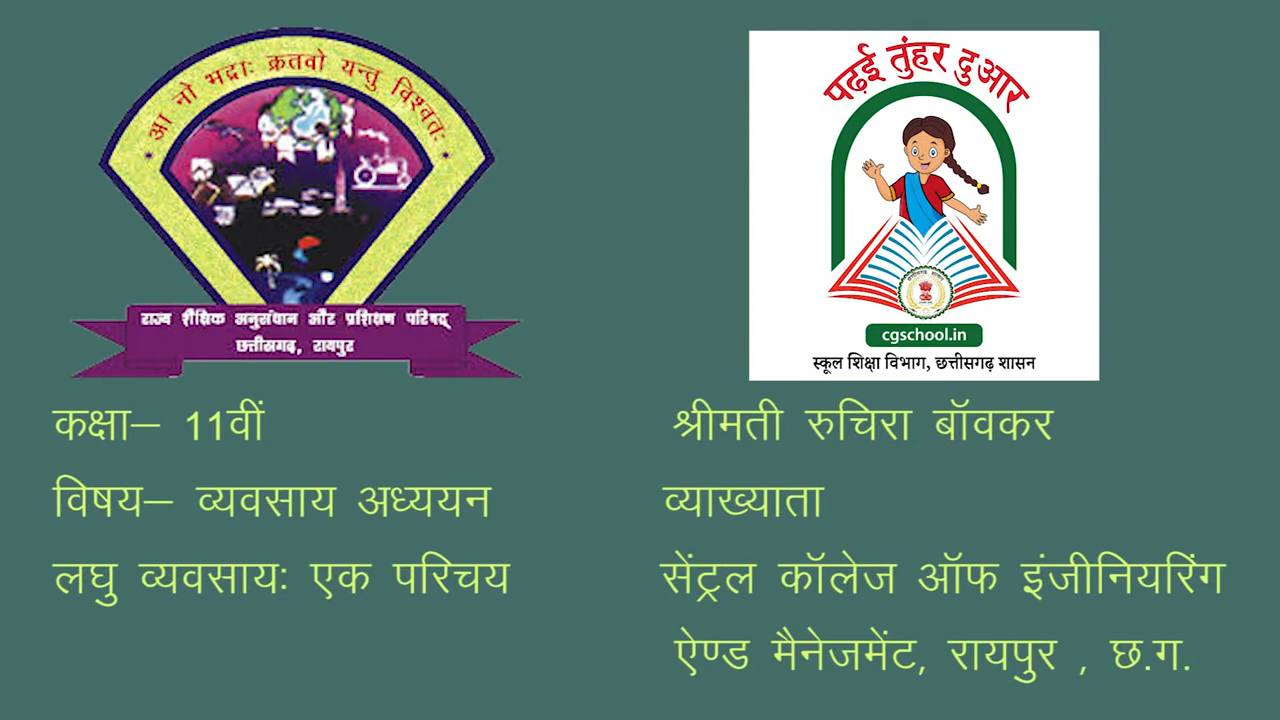 आ नो भद्राः क्रतवो यन्तु विश्वतः
राज्य शैक्षिक अनुसंधान और प्रशिक्षण परिषद्
छत्तीसगढ़, रायपुर
पढ़ई तुंहर दुआर
cgschool.in
स्कूल शिक्षा विभाग, छत्तीसगढ़ शासन
कक्षा– 11वीं
विषय– व्यवसाय अध्ययन
लघु व्यवसायः एक परिचय
श्रीमती रुचिरा बॉवकर
व्याख्याता
सेंट्रल कॉलेज ऑफ इंजीनियरिंग
ऐण्ड मैनेजमेंट, रायपुर , छ.ग.